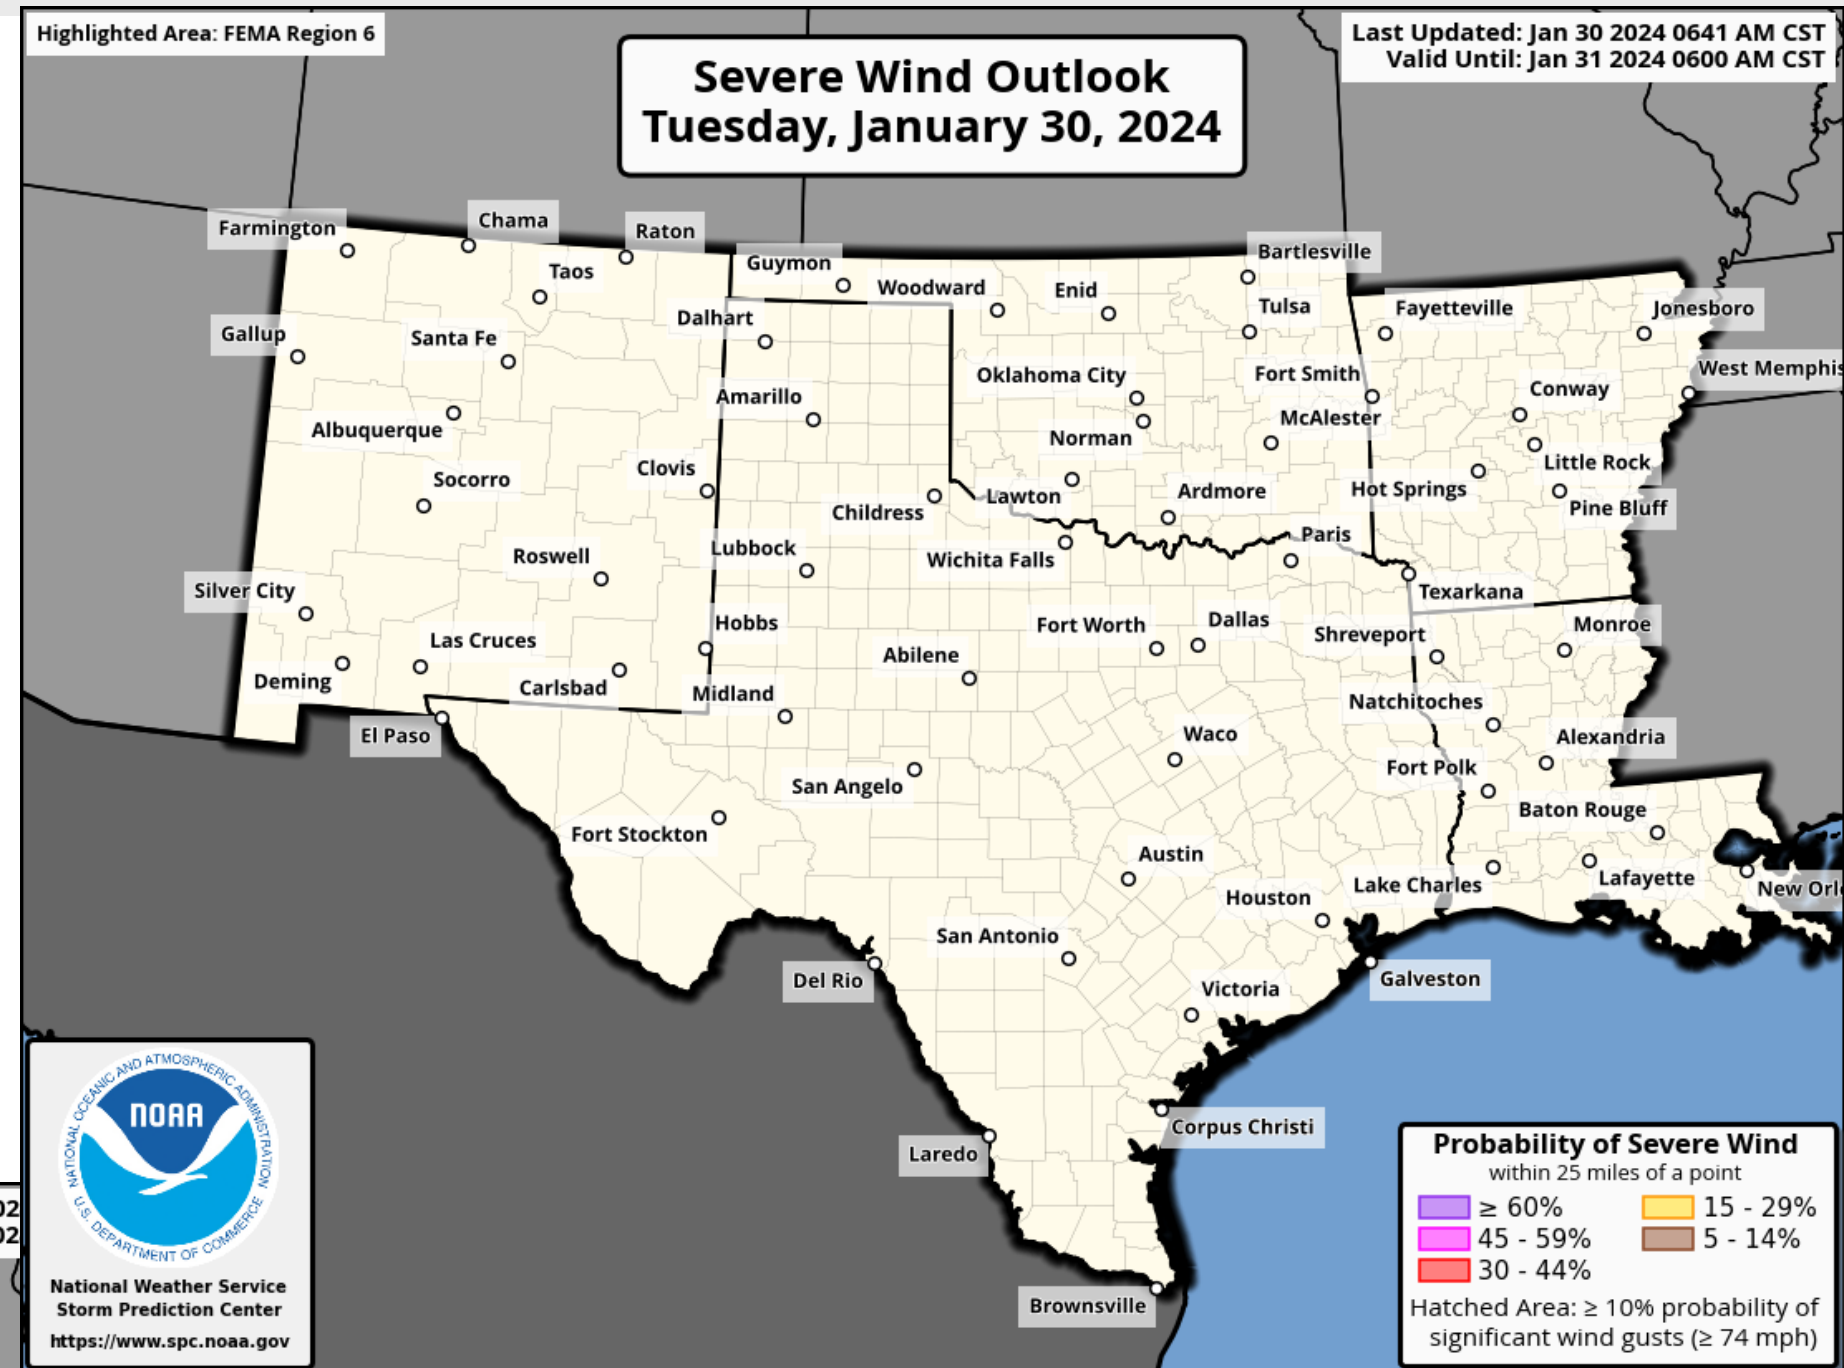 Highlighted Area: FEMA Region 6
Severe Wind Outlook
Tuesday, January 30, 2024
Last Updated: Jan 30 2024 0641 AM CST
Valid Until: Jan 31 2024 0600 AM CST
Farmington
Chama
Raton
Taos
Guymon
Woodward
Enid
Bartlesville
Tulsa
Fayetteville
Jonesboro
Gallup
Santa Fe
Dalhart
Oklahoma City
Fort Smith
Conway
West Memphis
Albuquerque
Amarillo
Norman
McAlester
Little Rock
Socorro
Clovis
Childress
Lawton
Ardmore
Hot Springs
Pine Bluff
Roswell
Lubbock
Wichita Falls
Paris
Texarkana
Silver City
Las Cruces
Hobbs
Abilene
Fort Worth
Dallas
Shreveport
Monroe
Deming
Carlsbad
Midland
Natchitoches
El Paso
San Angelo
Waco
Fort Polk
Alexandria
Fort Stockton
Austin
Baton Rouge
Houston
Lake Charles
Lafayette
New Orl
San Antonio
Del Rio
Victoria
Galveston
Laredo
Corpus Christi
Brownsville
02
02
NATIONAL OCEANIC AND ATMOSPHERIC ADMINISTRATION
NOAA
U.S. DEPARTMENT OF COMMERCE
National Weather Service
Storm Prediction Center
https://www.spc.noaa.gov
Probability of Severe Wind
within 25 miles of a point
≥ 60%
15 - 29%
45 - 59%
5 - 14%
30 - 44%
Hatched Area: ≥ 10% probability of
significant wind gusts (≥ 74 mph)